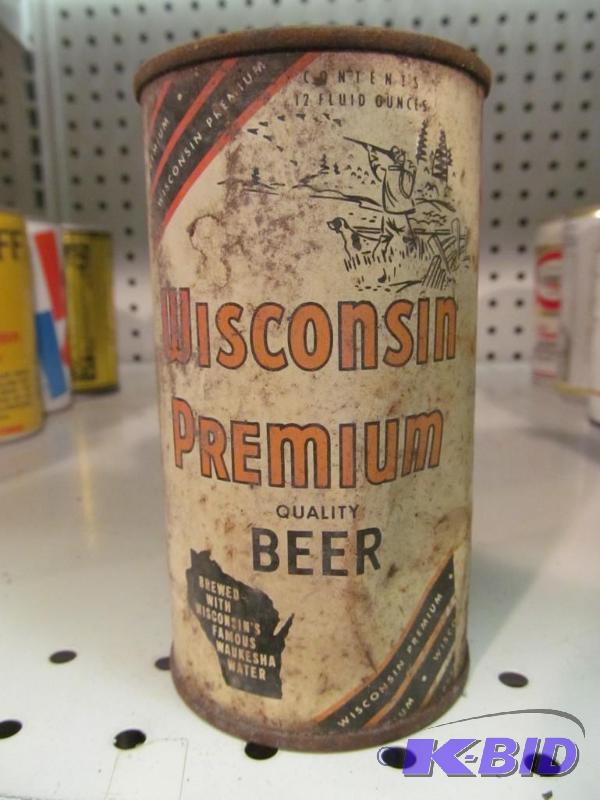 CONTENTS
12 FLUID OUNCES
WISCONSIN PREMIUM
WISCONSIN
PREMIUM
QUALITY
BEER
BREWED
WITH
WISCONSIN'S
FAMOUS
WAUKESHA
WATER
WISCONSIN PREMIUM
K-BID